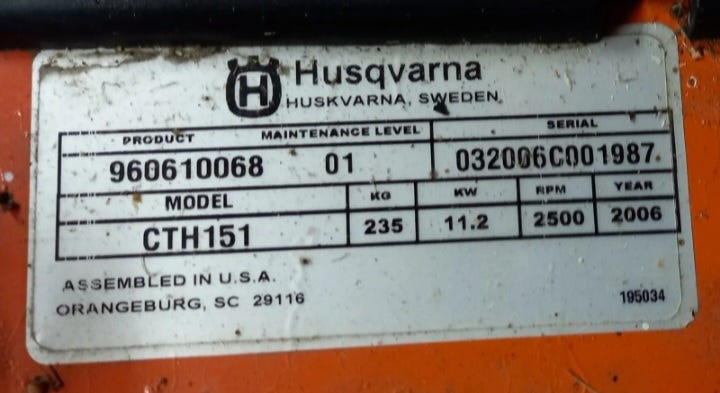 H Husqvarna
HUSKVARNA, SWEDEN
PRODUCT MAINTENANCE LEVEL SERIAL
960610068 01 032006C001987
MODEL KG KW RPM YEAR
CTH151 235 11.2 2500 2006
ASSEMBLED IN U.S.A.
ORANGEBURG, SC 29116 195034